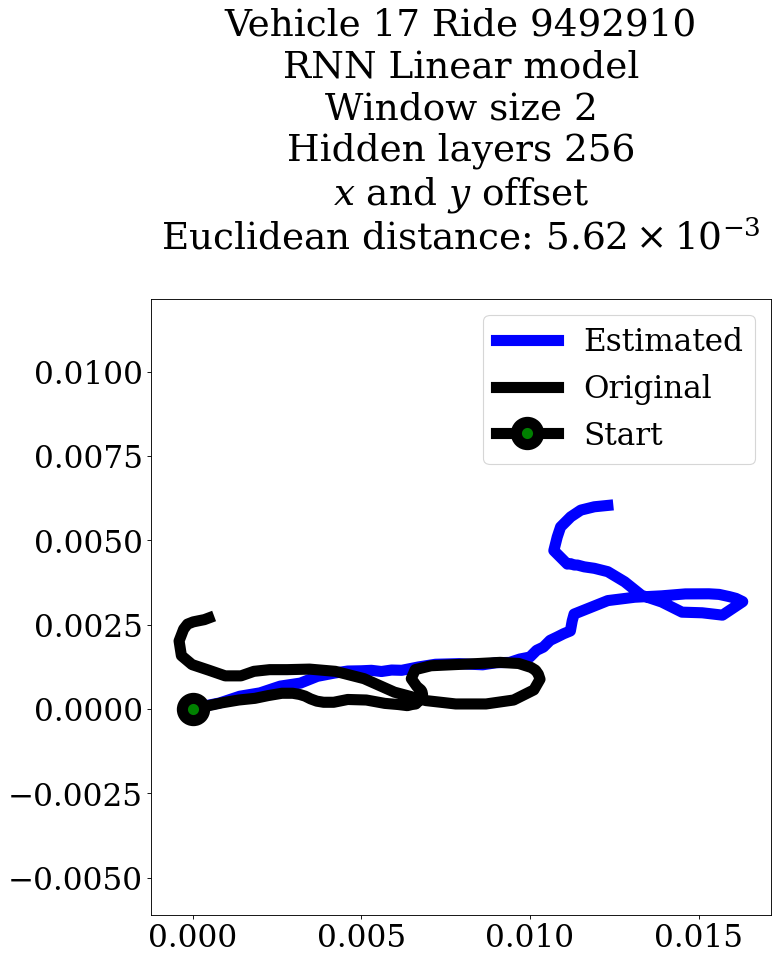 Vehicle 17 Ride 9492910
RNN Linear model
Window size 2
Hidden layers 256
x and y offset
Euclidean distance: 5.62 × 10⁻³
Estimated
Original
Start
0.0100
0.0075
0.0050
0.0025
0.0000
−0.0025
−0.0050
0.000 0.005 0.010 0.015